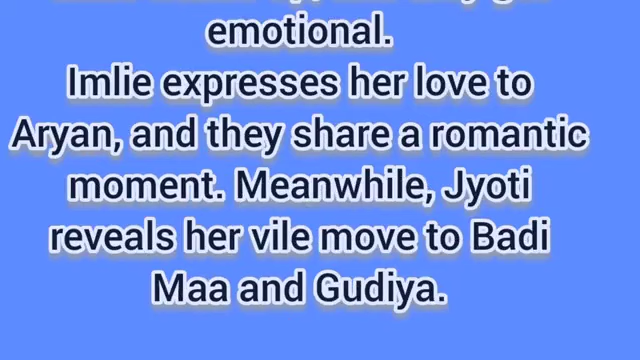 emotional.
Imlie expresses her love to
Aryan, and they share a romantic
moment. Meanwhile, Jyoti
reveals her vile move to Badi
Maa and Gudiya.